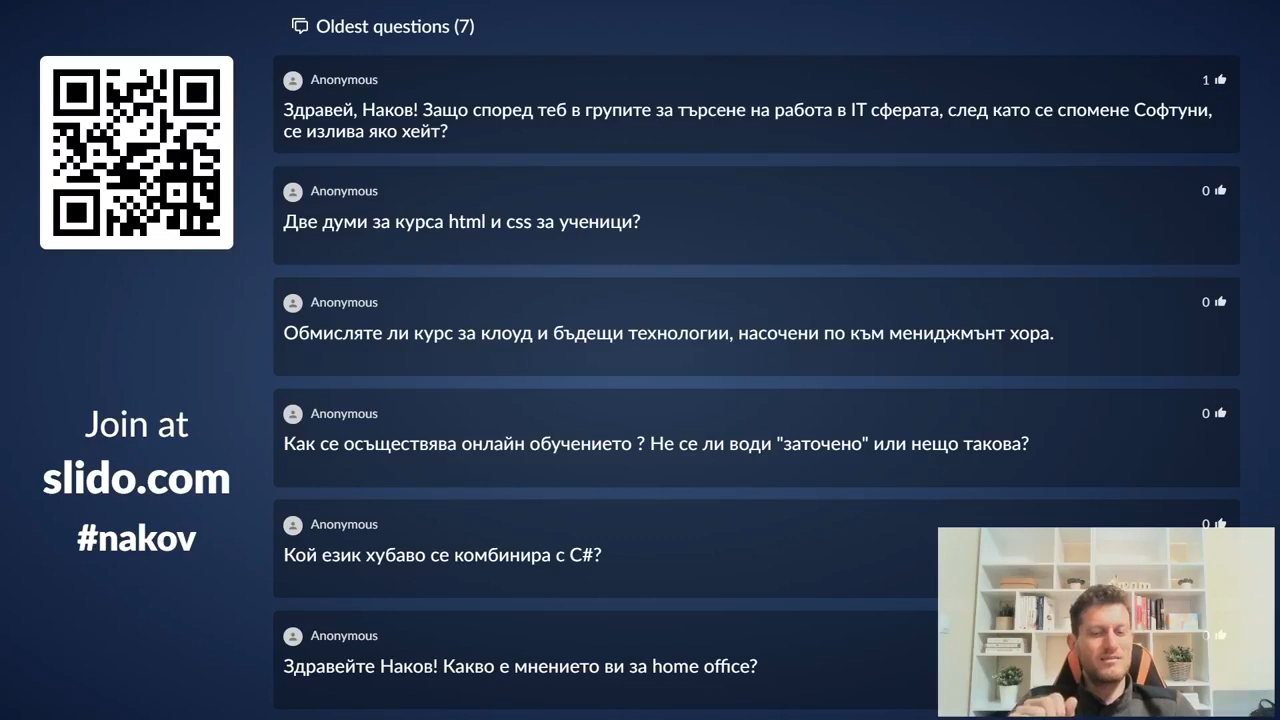 Oldest questions (7)
Anonymous
1
Здравей, Наков! Защо според теб в групите за търсене на работа в IT сферата, след като се спомене Софтуни,
се излива яко хейт?
Anonymous
0
Две думи за курса html и css за ученици?
Anonymous
0
Обмисляте ли курс за клоуд и бъдещи технологии, насочени по към мениджмънт хора.
Anonymous
0
Как се осъществява онлайн обучението ? Не се ли води "заточено" или нещо такова?
Anonymous
0
Кой език хубаво се комбинира с C#?
Anonymous
0
Здравейте Наков! Какво е мнението ви за home office?
Join at
slido.com
#nakov